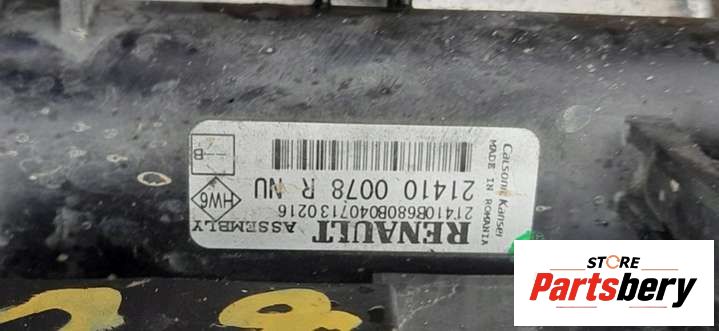 RENAULT ASSEMBLY
21410B680B0407130216
21410 0078 R NU
Calsonic Kansei
MADE IN ROMANIA
HW6
B
STORE
Partsbery